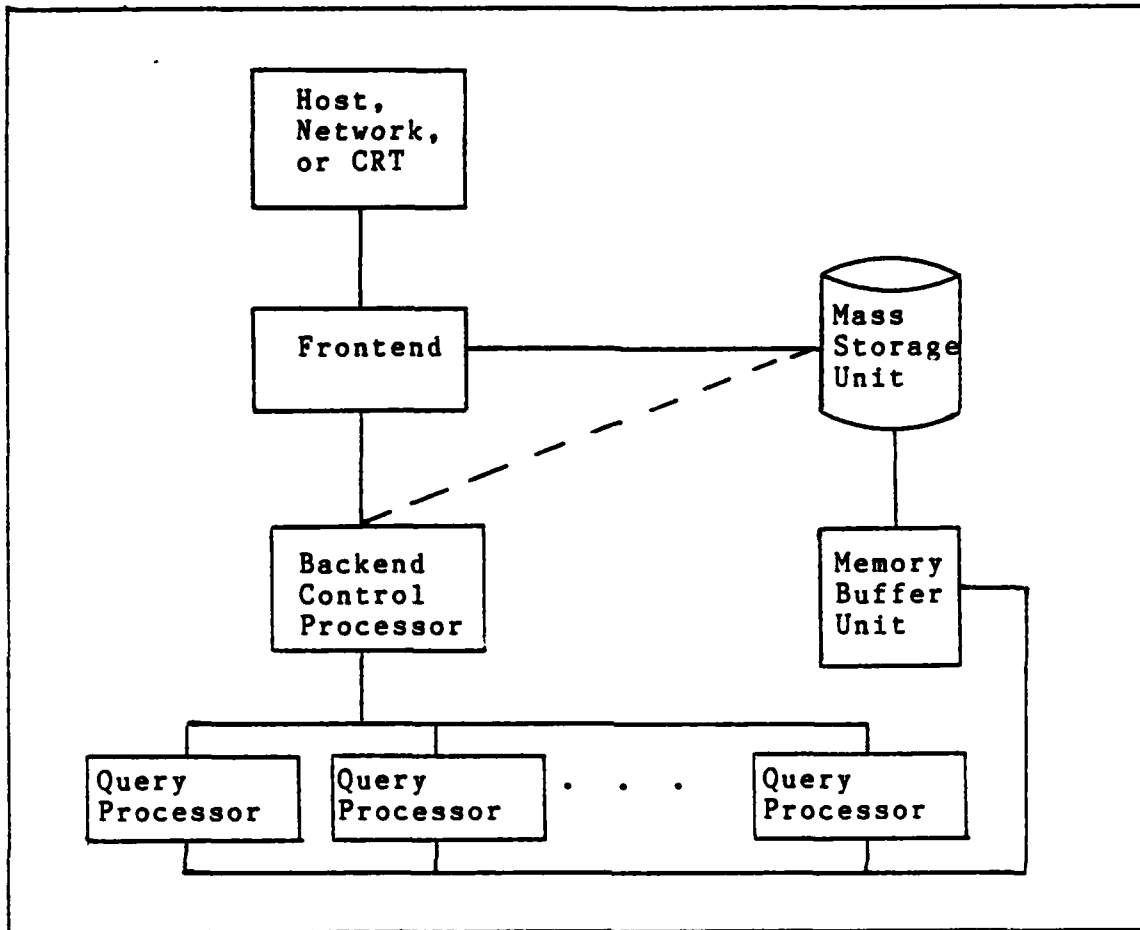 Host,
Network,
or CRT
Frontend
Mass
Storage
Unit
Backend
Control
Processor
Memory
Buffer
Unit
Query
Processor
Query
Processor
. . .
Query
Processor